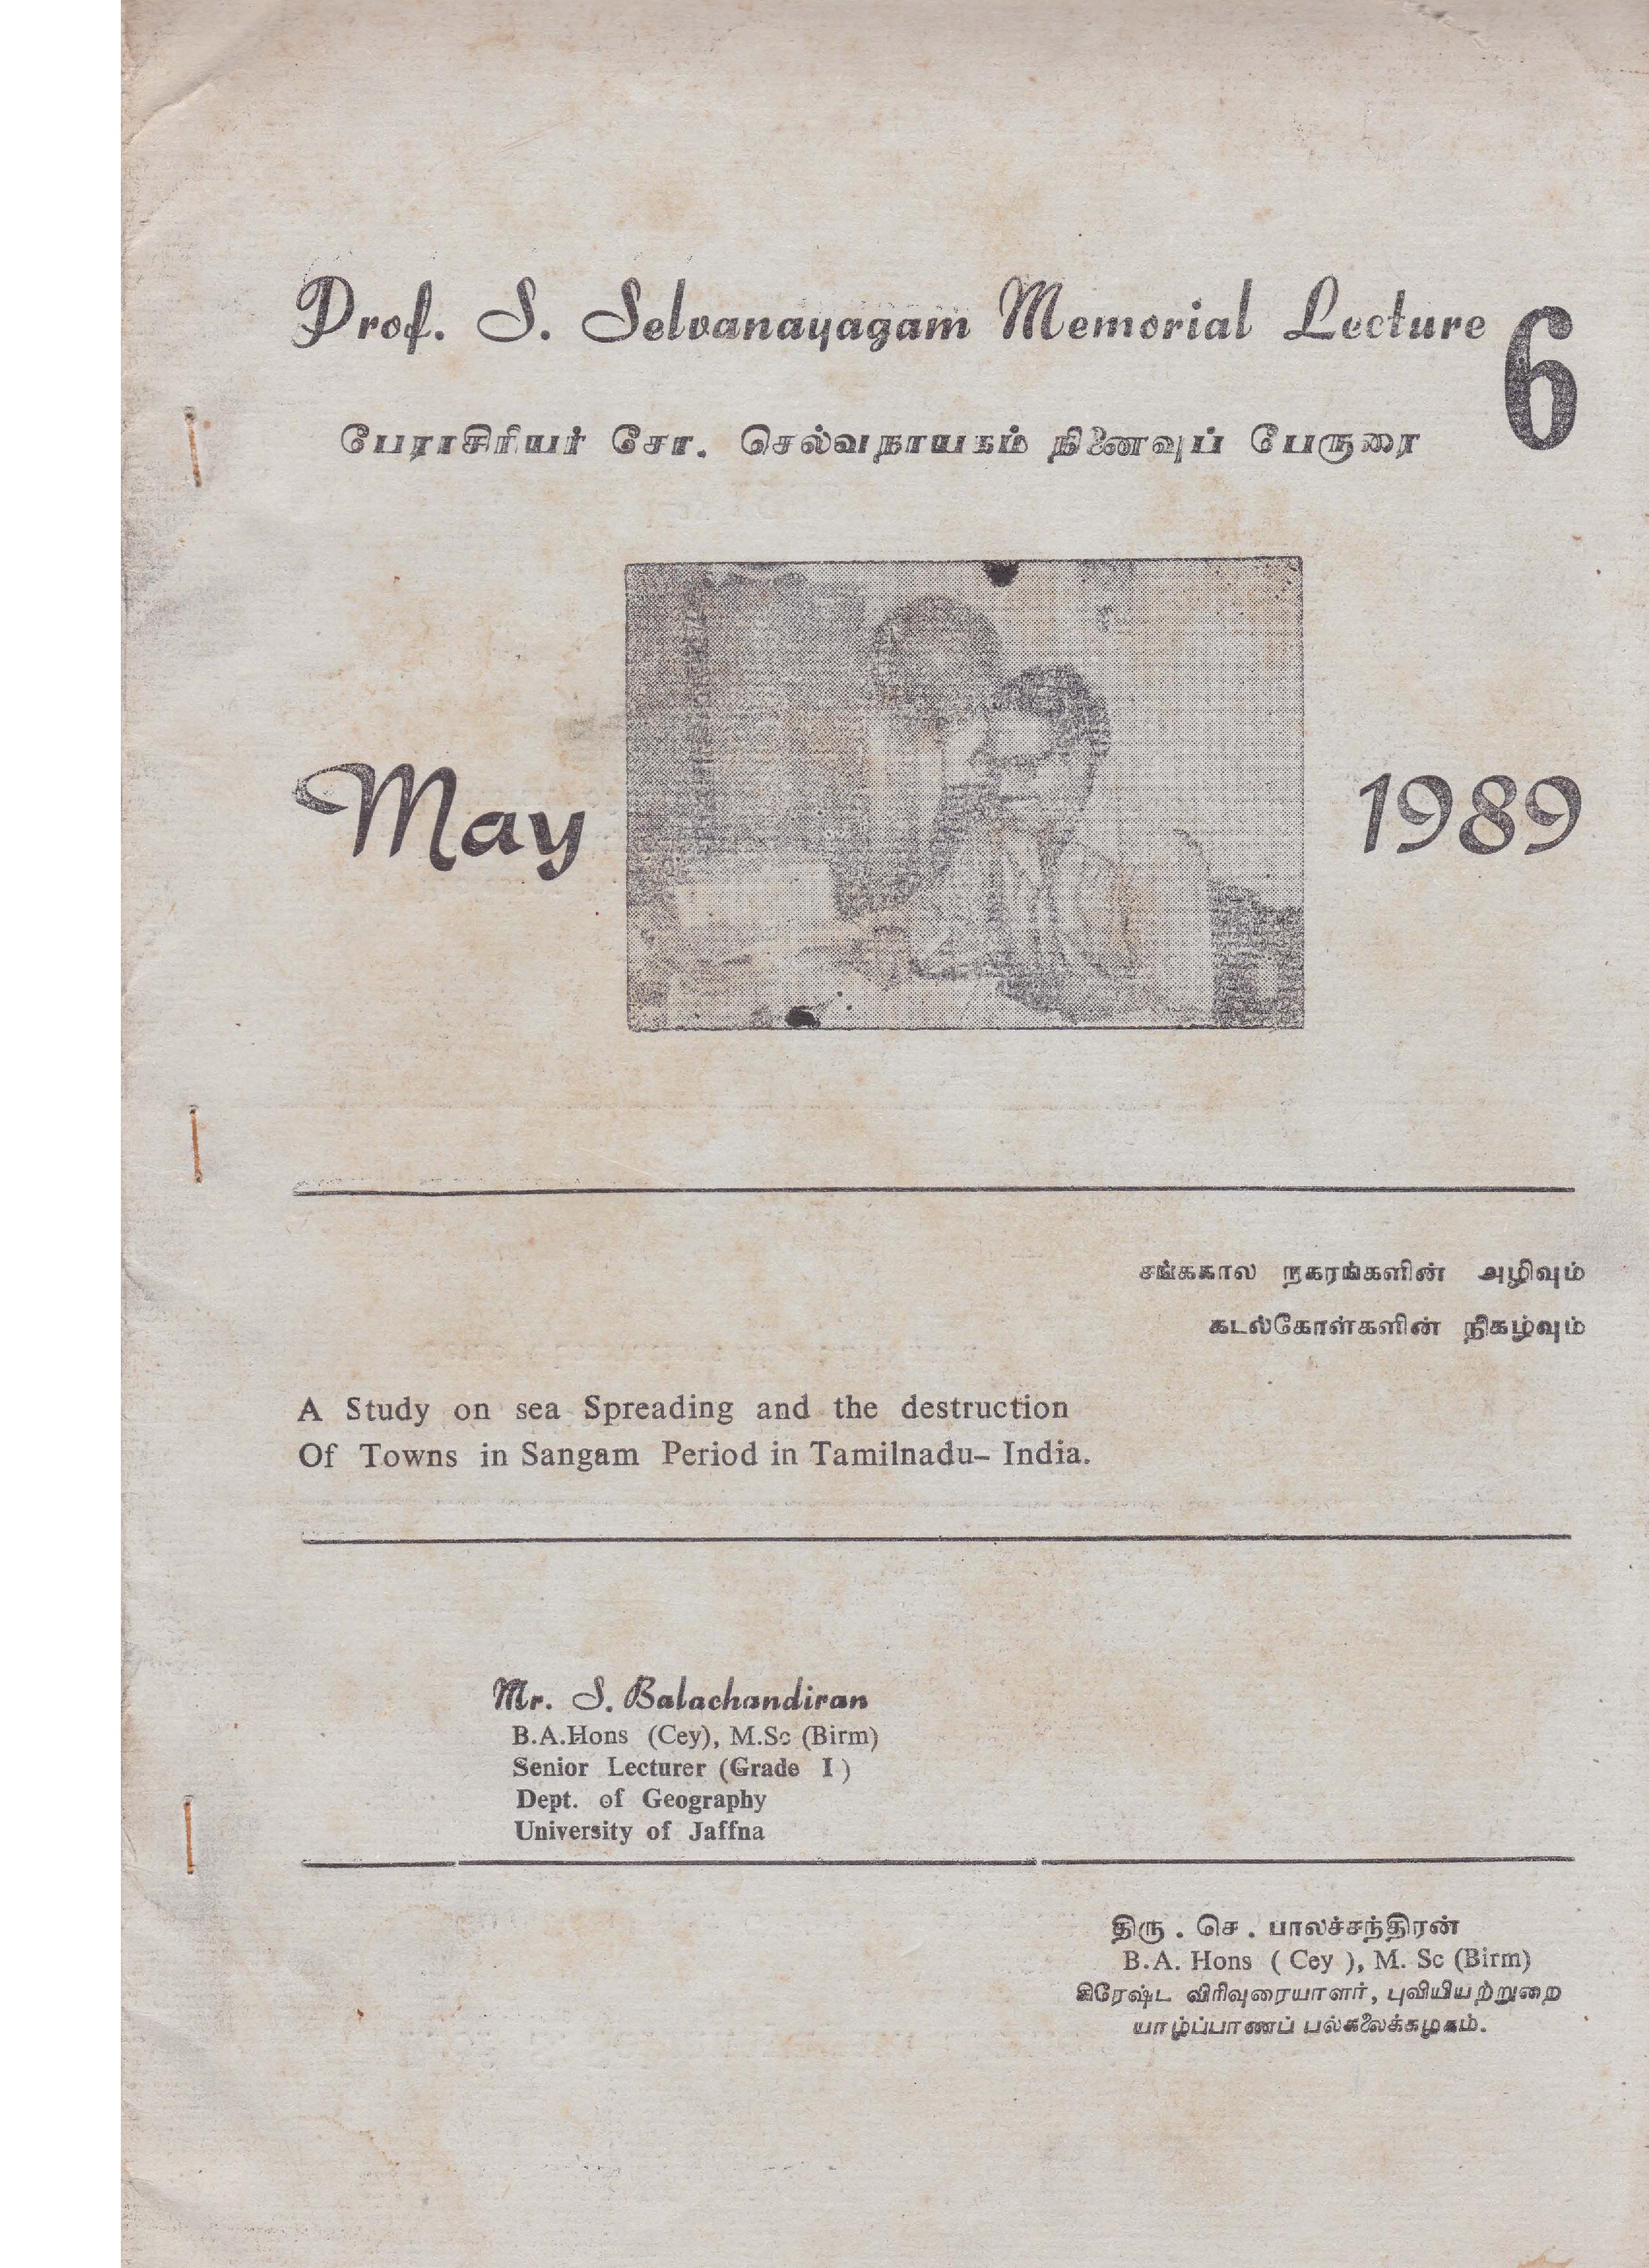 Prof. S. Selvanayagam Memorial Lecture 6
பேராசிரியர் சோ. செல்வநாயகம் நினைவுப் பேருரை
May 1989
சங்ககால நகரங்களின் அழிவும்
கடல்கோள்களின் நிகழ்வும்
A Study on sea Spreading and the destruction
Of Towns in Sangam Period in Tamilnadu– India.
Mr. S. Balachandiran
B.A.Hons (Cey), M.Sc (Birm)
Senior Lecturer (Grade I)
Dept. of Geography
University of Jaffna
திரு . செ . பாலச்சந்திரன்
B.A. Hons ( Cey ), M. Sc (Birm)
சிரேஷ்ட விரிவுரையாளர், புவியியற்றுறை
யாழ்ப்பாணப் பல்கலைக்கழகம்.